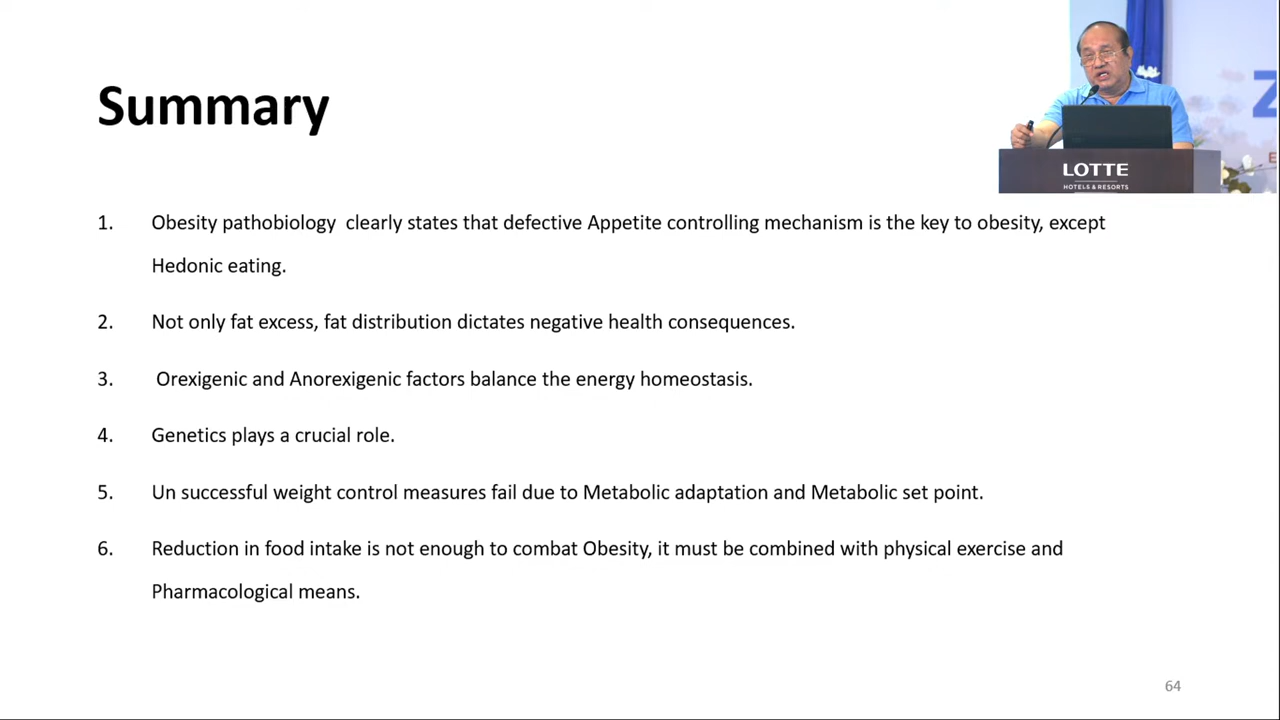 Summary
LOTTE
HOTELS & RESORTS
Z
E
1. Obesity pathobiology clearly states that defective Appetite controlling mechanism is the key to obesity, except
Hedonic eating.
2. Not only fat excess, fat distribution dictates negative health consequences.
3. Orexigenic and Anorexigenic factors balance the energy homeostasis.
4. Genetics plays a crucial role.
5. Un successful weight control measures fail due to Metabolic adaptation and Metabolic set point.
6. Reduction in food intake is not enough to combat Obesity, it must be combined with physical exercise and
Pharmacological means.
64